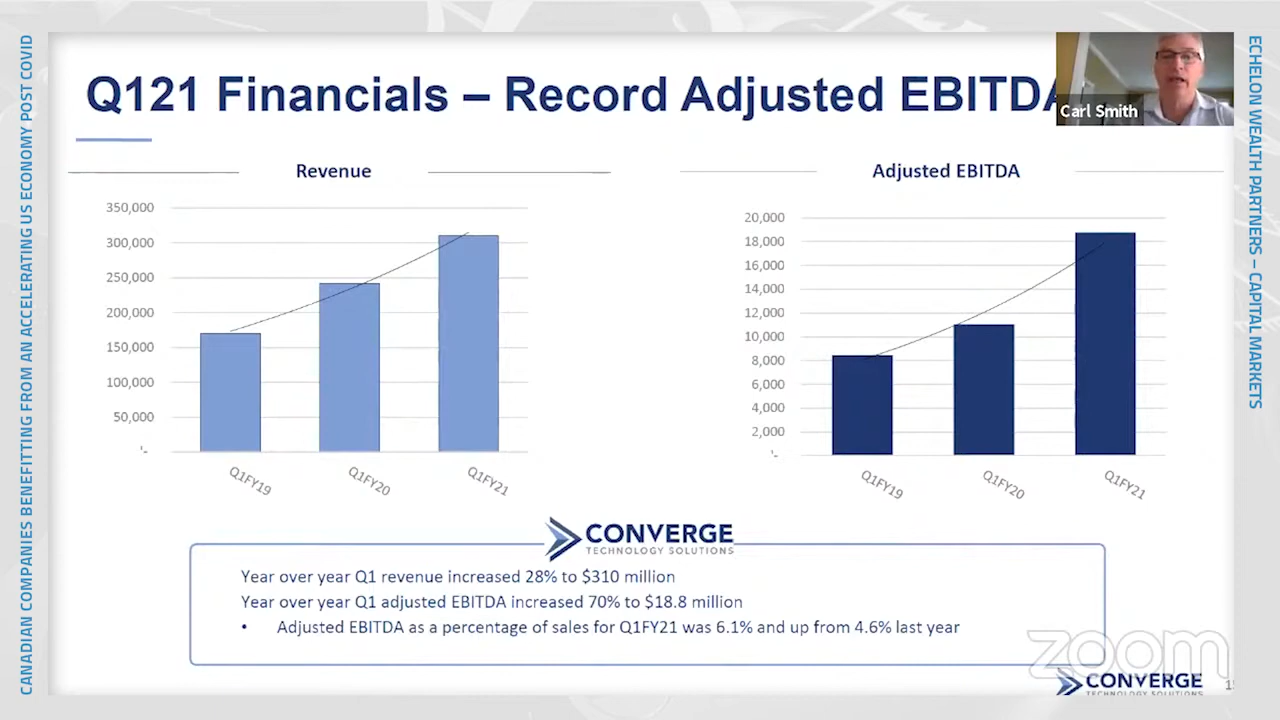 CANADIAN COMPANIES BENEFITTING FROM AN ACCELERATING US ECONOMY POST COVID
Q121 Financials – Record Adjusted EBITDA
Carl Smith
ECHELON WEALTH PARTNERS – CAPITAL MARKETS
Revenue
350,000
300,000
250,000
200,000
150,000
100,000
50,000
-
Q1FY19
Q1FY20
Q1FY21
Adjusted EBITDA
20,000
18,000
16,000
14,000
12,000
10,000
8,000
6,000
4,000
2,000
-
Q1FY19
Q1FY20
Q1FY21
CONVERGE
TECHNOLOGY SOLUTIONS
Year over year Q1 revenue increased 28% to $310 million
Year over year Q1 adjusted EBITDA increased 70% to $18.8 million
• Adjusted EBITDA as a percentage of sales for Q1FY21 was 6.1% and up from 4.6% last year
zoom
CONVERGE
TECHNOLOGY SOLUTIONS